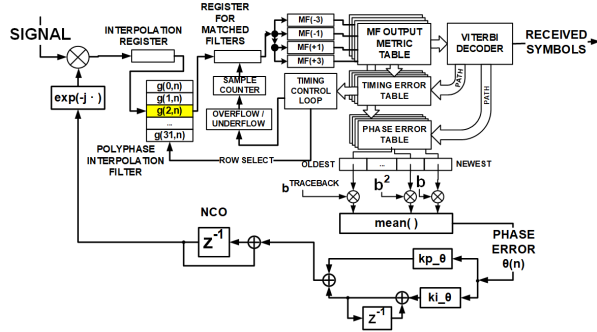 SIGNAL
INTERPOLATION
REGISTER
REGISTER
FOR
MATCHED
FILTERS
MF(-3)
MF(-1)
MF(+1)
MF(+3)
MF OUTPUT
METRIC
TABLE
VITERBI
DECODER
RECEIVED
SYMBOLS
exp(-j · )
g(0,n)
g(1,n)
g(2,n)
...
g(31,n)
POLYPHASE
INTERPOLATION
FILTER
SAMPLE
COUNTER
OVERFLOW /
UNDERFLOW
ROW SELECT
TIMING
CONTROL
LOOP
TIMING ERROR
TABLE
PATH
PATH
PHASE ERROR
TABLE
OLDEST
...
NEWEST
b TRACEBACK
b2
b
mean( )
PHASE
ERROR
θ(n)
NCO
Z-1
kp_θ
ki_θ
Z-1